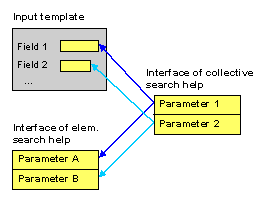 Input template
Field 1
Field 2
...
Interface of collective
search help
Parameter 1
Parameter 2
Interface of elem.
search help
Parameter A
Parameter B